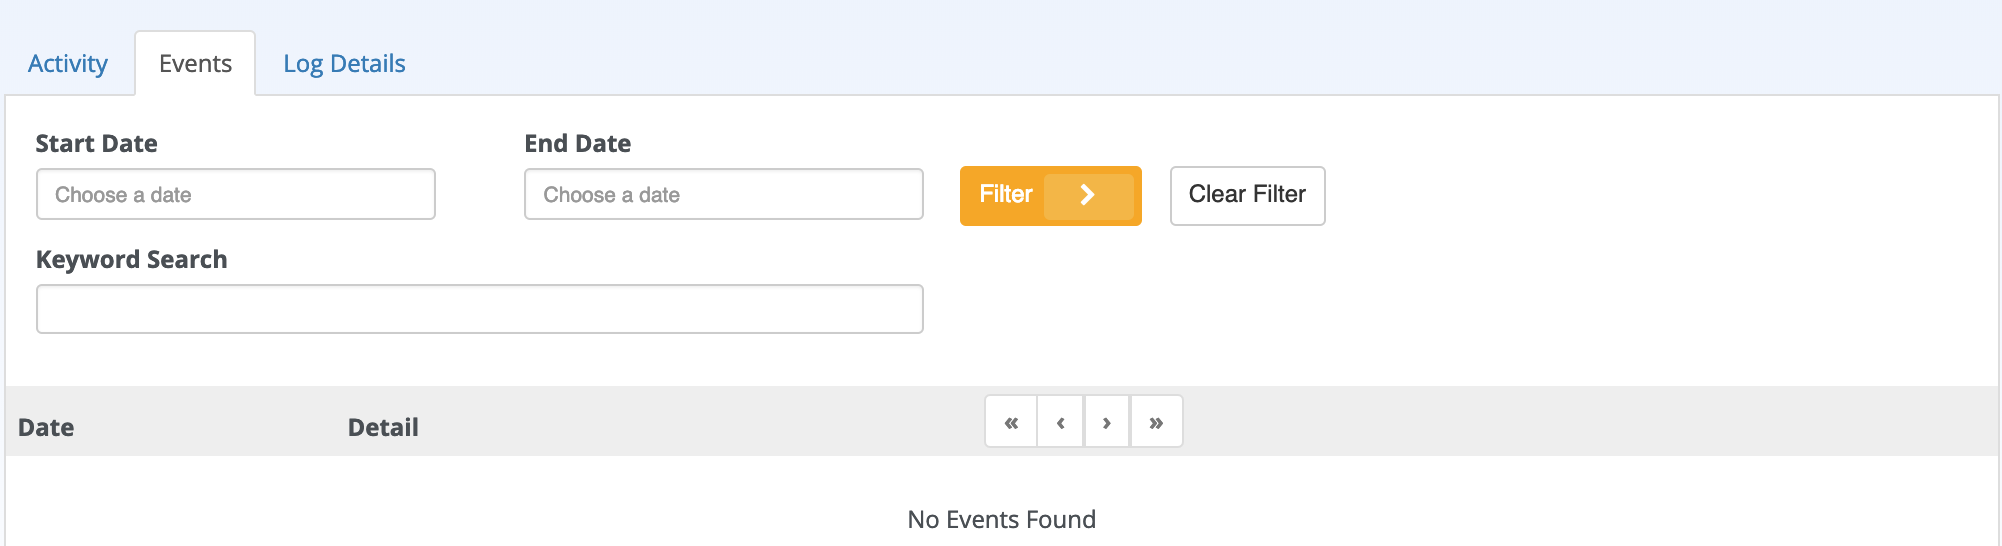 Activity Events Log Details
Start Date End Date
Choose a date Choose a date Filter Clear Filter
Keyword Search
Date Detail « ‹ › »
No Events Found